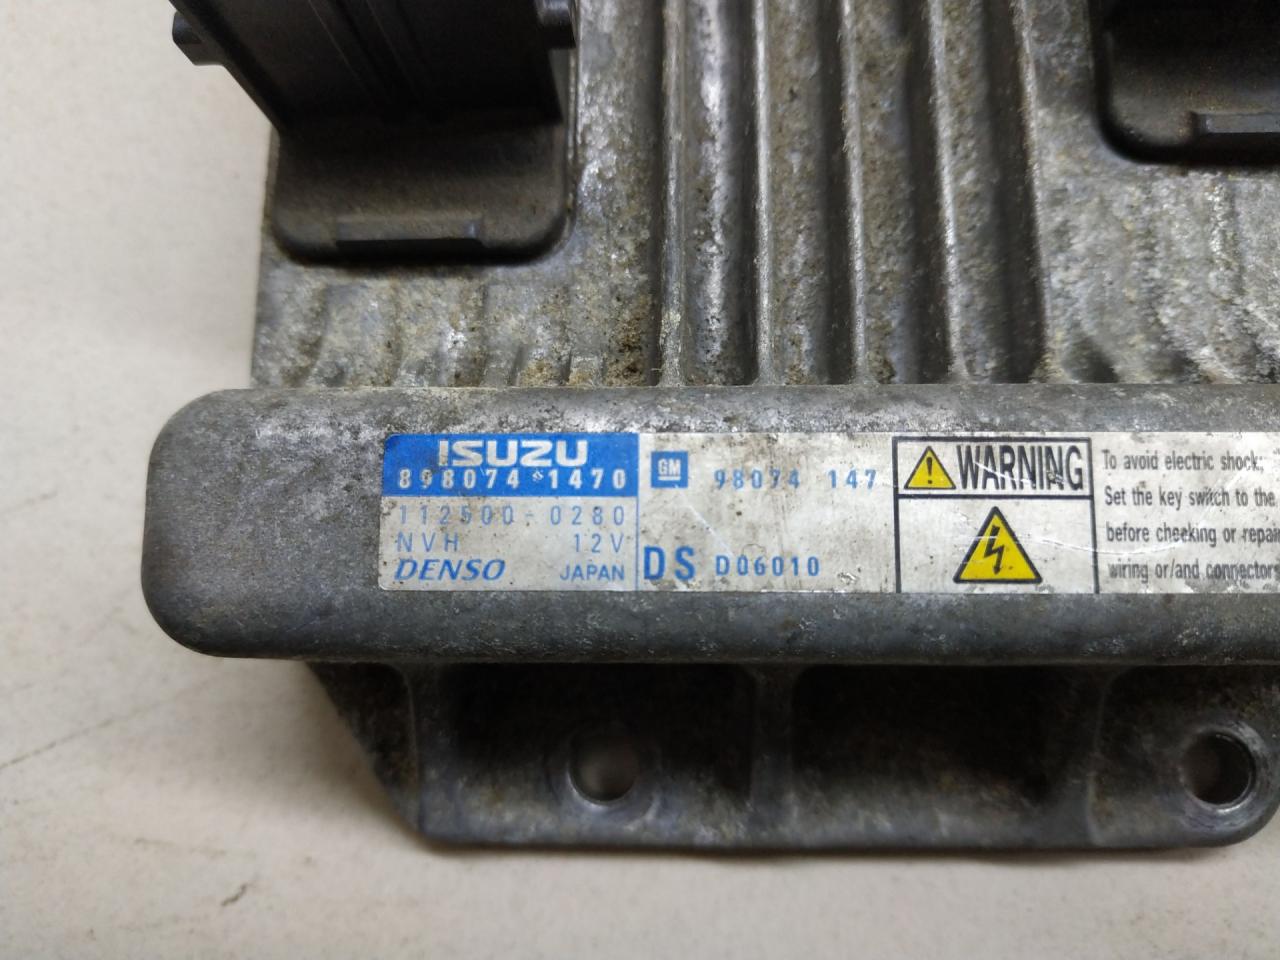 ISUZU
898074-1470
112500-0280
NVH 12V
DENSO JAPAN
GM 98074 147
DS D06010
WARNING
To avoid electric shock;
Set the key switch to the
before checking or repair
wiring or/and connectors